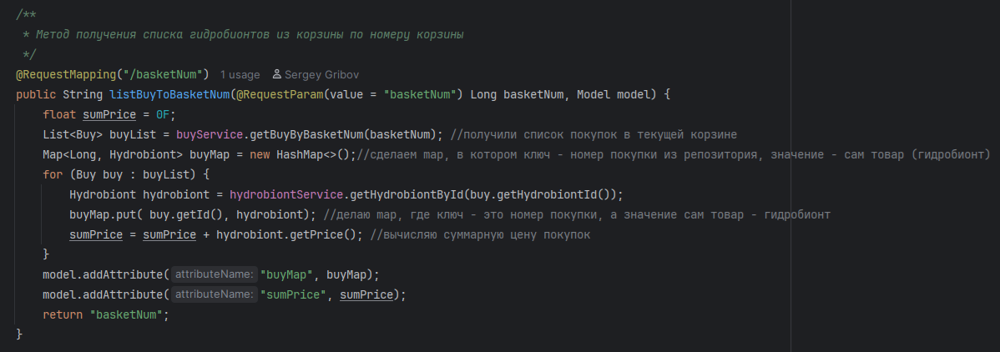 /**
 * Метод получения списка гидробионтов из корзины по номеру корзины
 */
@RequestMapping("/basketNum") 1 usage Sergey Gribov
public String listBuyToBasketNum(@RequestParam(value = "basketNum") Long basketNum, Model model) {
    float sumPrice = 0F;
    List<Buy> buyList = buyService.getBuyByBasketNum(basketNum); //получили список покупок в текущей корзине
    Map<Long, Hydrobiont> buyMap = new HashMap<>();//сделаем map, в котором ключ - номер покупки из репозитория, значение - сам товар (гидробионт)
    for (Buy buy : buyList) {
        Hydrobiont hydrobiont = hydrobiontService.getHydrobiontById(buy.getHydrobiontId());
        buyMap.put( buy.getId(), hydrobiont); //делаю map, где ключ - это номер покупки, а значение сам товар - гидробионт
        sumPrice = sumPrice + hydrobiont.getPrice(); //вычисляю суммарную цену покупок
    }
    model.addAttribute( attributeName: "buyMap", buyMap);
    model.addAttribute( attributeName: "sumPrice", sumPrice);
    return "basketNum";
}